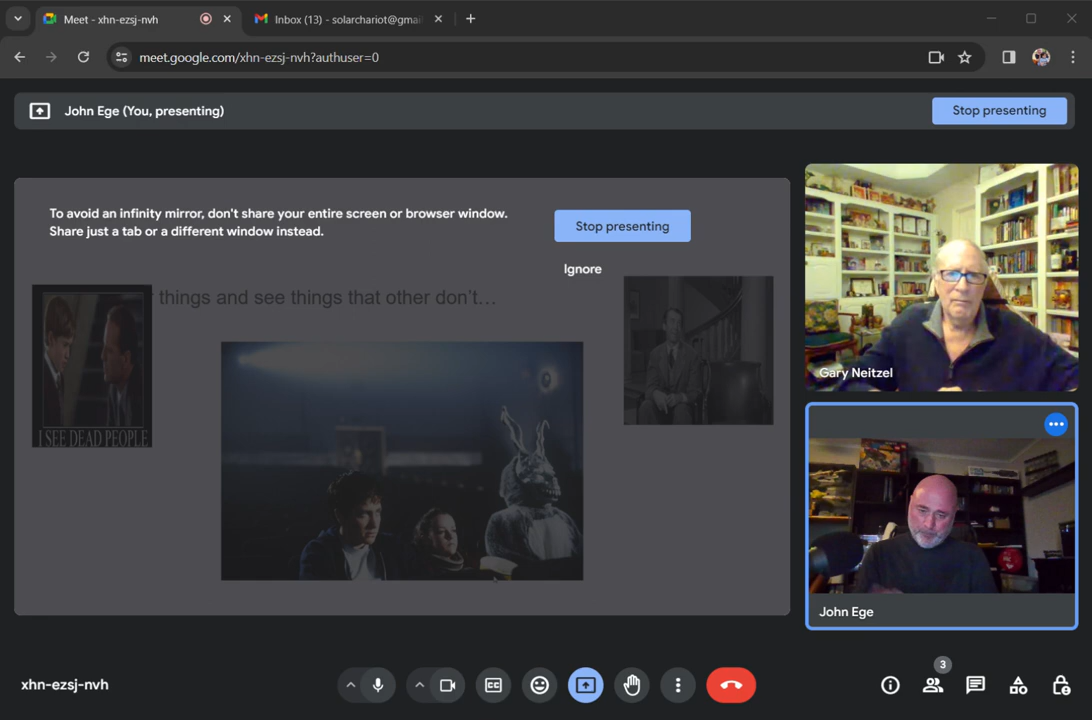 Meet - xhn-ezsj-nvh
Inbox (13) - solarchariot@gmai
meet.google.com/xhn-ezsj-nvh?authuser=0
John Ege (You, presenting)
Stop presenting
To avoid an infinity mirror, don't share your entire screen or browser window.
Share just a tab or a different window instead.
Stop presenting
Ignore
things and see things that other don't…
I SEE DEAD PEOPLE
Gary Neitzel
John Ege
3
xhn-ezsj-nvh
CC